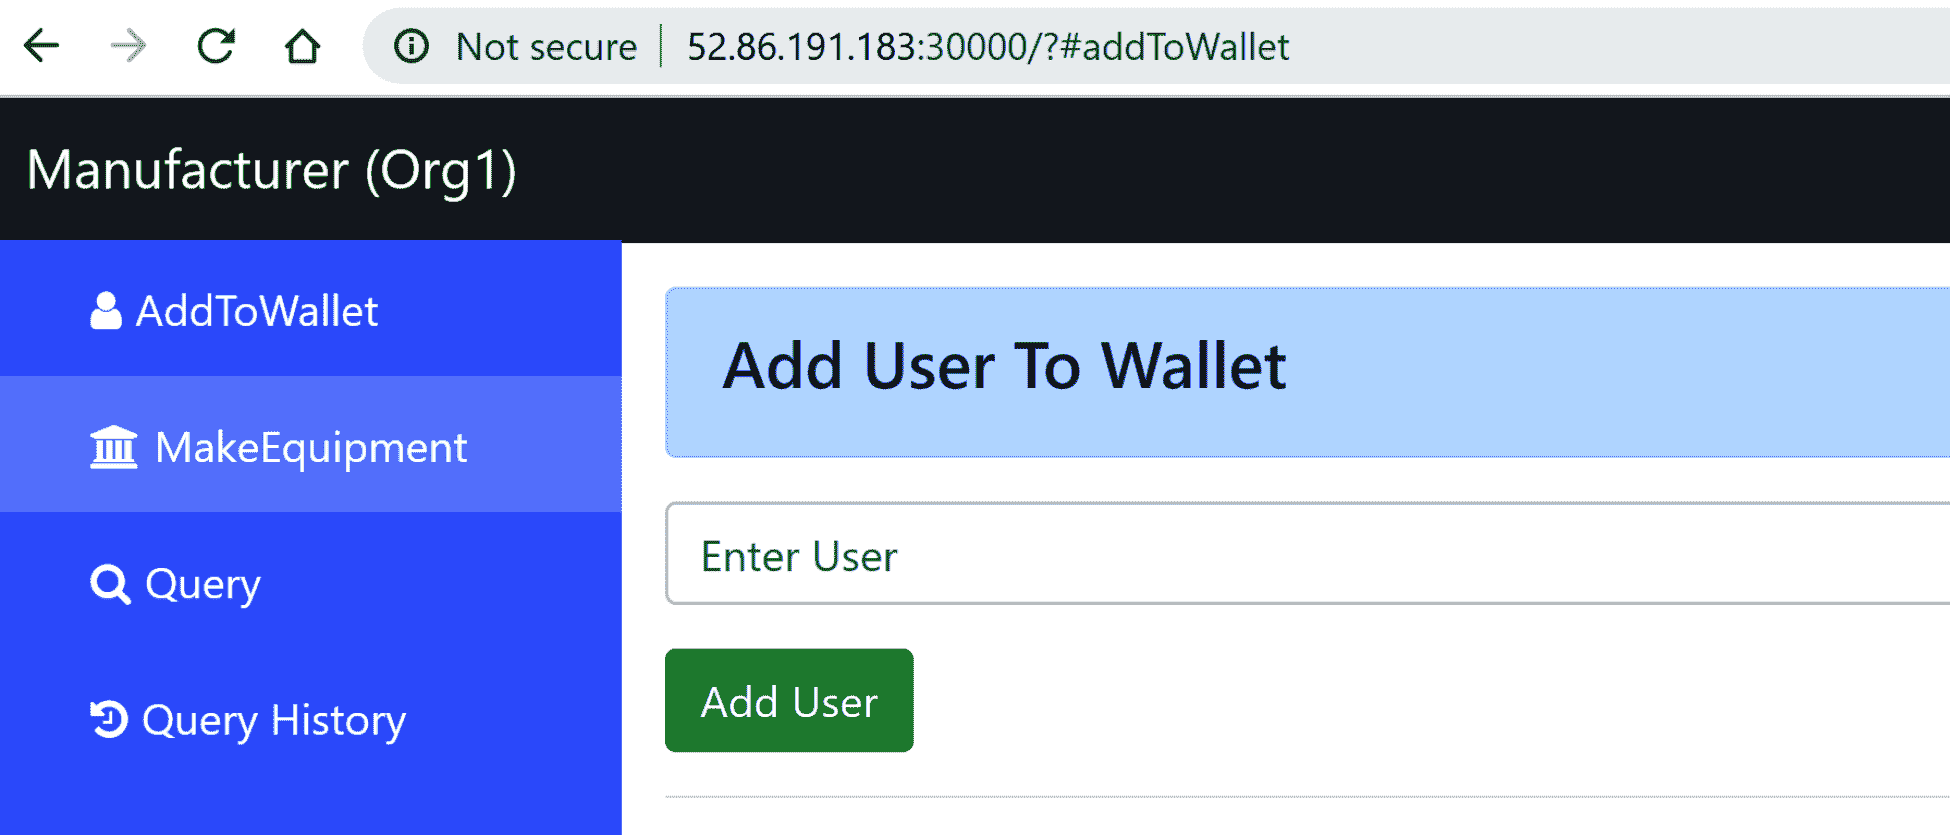 Not secure | 52.86.191.183:30000/?#addToWallet
Manufacturer (Org1)
AddToWallet
MakeEquipment
Query
Query History
Add User To Wallet
Enter User
Add User